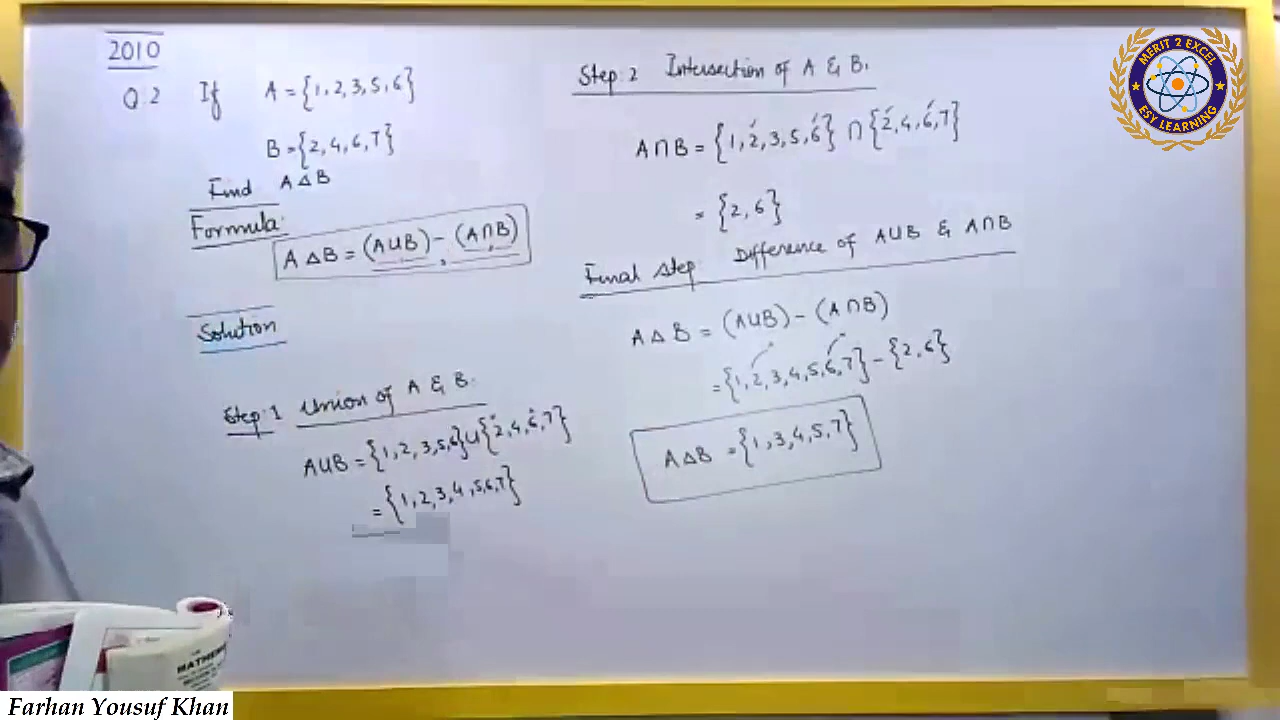 2010
Q.2 If A = {1, 2, 3, 5, 6}
B = {2, 4, 6, 7}
Find A Δ B
Formula:
A Δ B = (A∪B) − (A∩B)
Solution
Step:1 Union of A & B.
A∪B = {1, 2, 3, 5, 6} ∪ {2, 4, 6, 7}
= {1, 2, 3, 4, 5, 6, 7}
Step:2 Intersection of A & B.
A∩B = {1, 2, 3, 5, 6} ∩ {2, 4, 6, 7}
= {2, 6}
Final step: Difference of A∪B & A∩B
A Δ B = (A∪B) − (A∩B)
= {1, 2, 3, 4, 5, 6, 7} − {2, 6}
A Δ B = {1, 3, 4, 5, 7}
MERIT 2 EXCEL
ESY LEARNING
Farhan Yousuf Khan